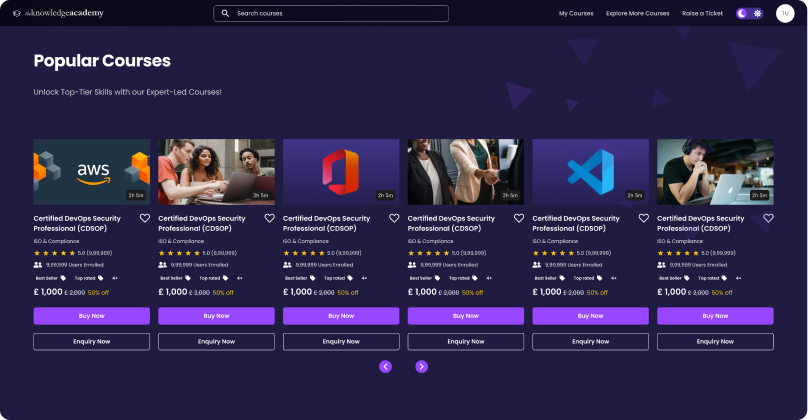 theknowledgeacademy
Search courses
My Courses Explore More Courses Raise a Ticket TU
Popular Courses
Unlock Top-Tier Skills with our Expert-Led Courses!
aws
2h 5m 2h 5m 2h 5m 2h 5m 2h 5m 2h 5m
Certified DevOps Security Certified DevOps Security Certified DevOps Security Certified DevOps Security Certified DevOps Security Certified DevOps Security
Professional (CDSOP) Professional (CDSOP) Professional (CDSOP) Professional (CDSOP) Professional (CDSOP) Professional (CDSOP)
ISO & Compliance ISO & Compliance ISO & Compliance ISO & Compliance ISO & Compliance ISO & Compliance
5.0 (9,99,999) 5.0 (9,99,999) 5.0 (9,99,999) 5.0 (9,99,999) 5.0 (9,99,999) 5.0 (9,99,999)
9,99,999 Users Enrolled 9,99,999 Users Enrolled 9,99,999 Users Enrolled 9,99,999 Users Enrolled 9,99,999 Users Enrolled 9,99,999 Users Enrolled
Best Seller Top rated 4+ Best Seller Top rated 4+ Best Seller Top rated 4+ Best Seller Top rated 4+ Best Seller Top rated 4+ Best Seller Top rated 4+
£ 1,000 £ 2,000 50% off £ 1,000 £ 2,000 50% off £ 1,000 £ 2,000 50% off £ 1,000 £ 2,000 50% off £ 1,000 £ 2,000 50% off £ 1,000 £ 2,000 50% off
Buy Now Buy Now Buy Now Buy Now Buy Now Buy Now
Enquiry Now Enquiry Now Enquiry Now Enquiry Now Enquiry Now Enquiry Now